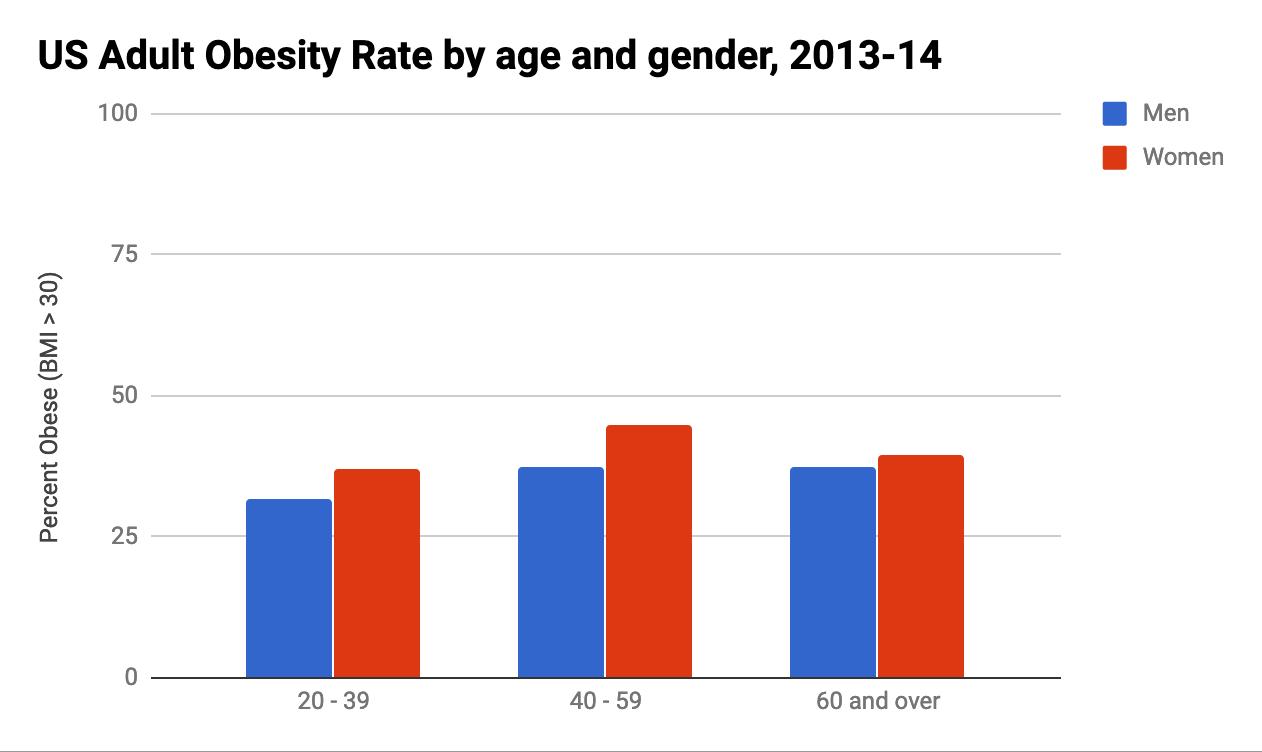 US Adult Obesity Rate by age and gender, 2013-14
Men
Women
Percent Obese (BMI > 30)
100
75
50
25
0
20 - 39
40 - 59
60 and over